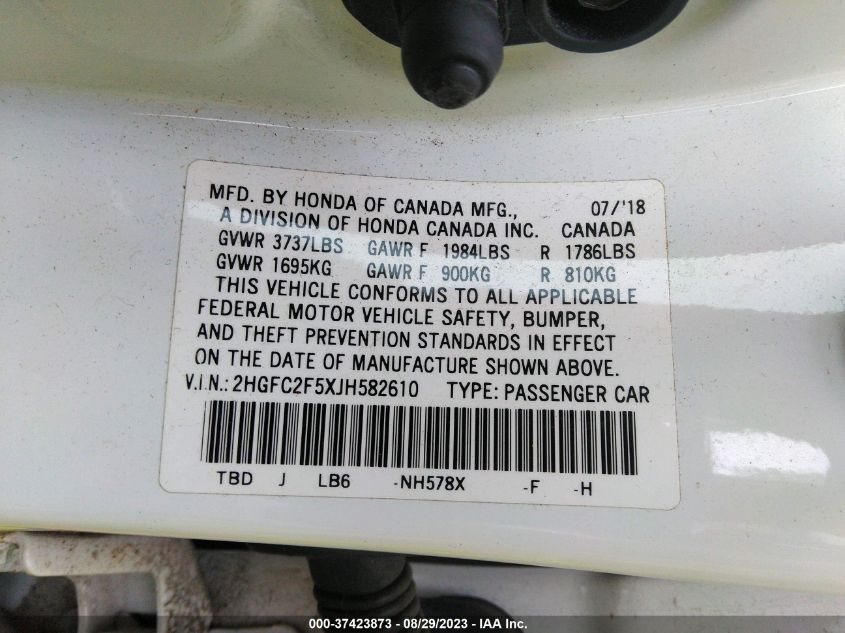 MFD. BY HONDA OF CANADA MFG., 07/'18
A DIVISION OF HONDA CANADA INC. CANADA
GVWR 3737LBS GAWR F 1984LBS R 1786LBS
GVWR 1695KG GAWR F 900KG R 810KG
THIS VEHICLE CONFORMS TO ALL APPLICABLE
FEDERAL MOTOR VEHICLE SAFETY, BUMPER,
AND THEFT PREVENTION STANDARDS IN EFFECT
ON THE DATE OF MANUFACTURE SHOWN ABOVE.
V.I.N.: 2HGFC2F5XJH582610 TYPE: PASSENGER CAR
TBD J LB6 -NH578X -F -H
000-37423873 - 08/29/2023 - IAA Inc.